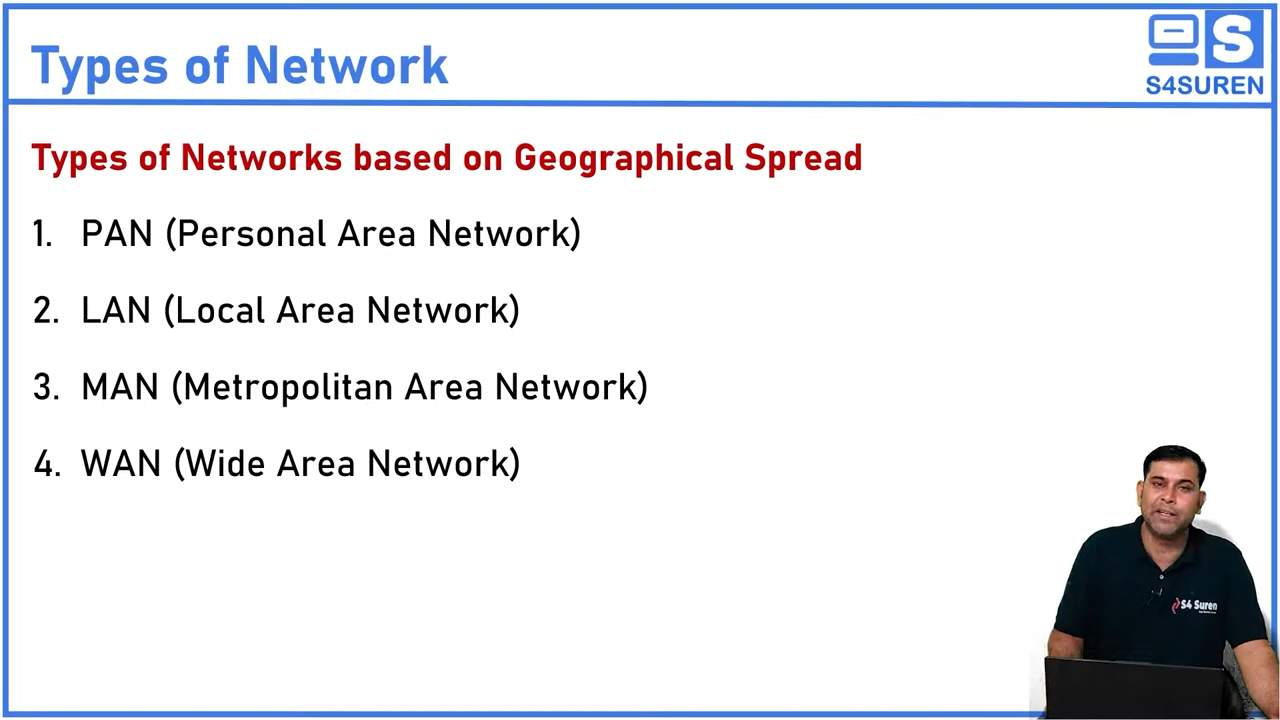 Types of Network
S
S4SUREN
Types of Networks based on Geographical Spread
1. PAN (Personal Area Network)
2. LAN (Local Area Network)
3. MAN (Metropolitan Area Network)
4. WAN (Wide Area Network)
S4 Suren